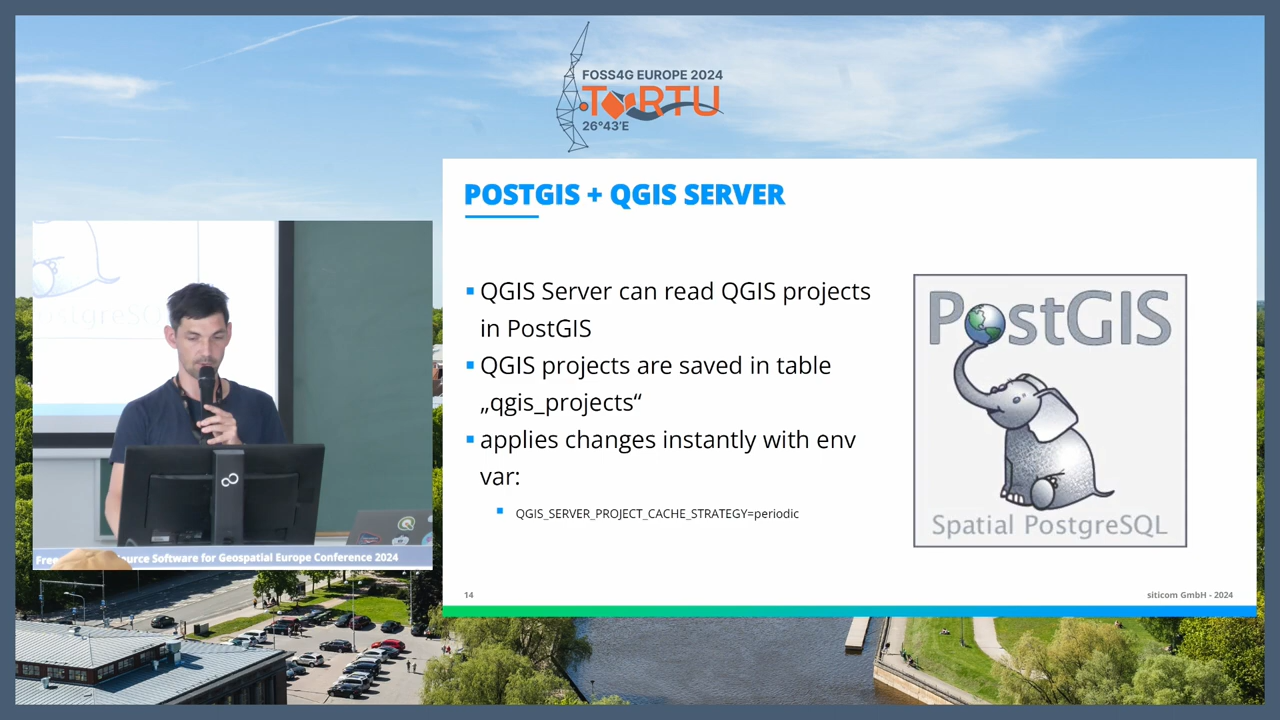 FOSS4G EUROPE 2024
TARTU
26°43'E
POSTGIS + QGIS SERVER
QGIS Server can read QGIS projects
in PostGIS
QGIS projects are saved in table
„qgis_projects“
applies changes instantly with env
var:
QGIS_SERVER_PROJECT_CACHE_STRATEGY=periodic
PostGIS
Spatial PostgreSQL
14
siticom GmbH - 2024
Source Software for Geospatial Europe Conference 2024